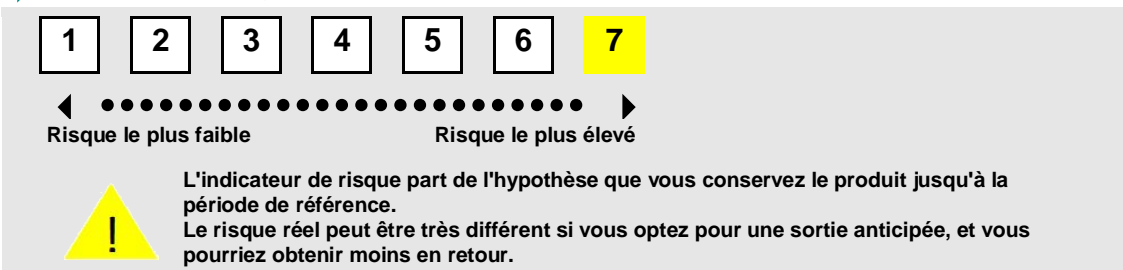 1 2 3 4 5 6 7
Risque le plus faible Risque le plus élevé
L'indicateur de risque part de l'hypothèse que vous conservez le produit jusqu'à la
période de référence.
Le risque réel peut être très différent si vous optez pour une sortie anticipée, et vous
pourriez obtenir moins en retour.
!